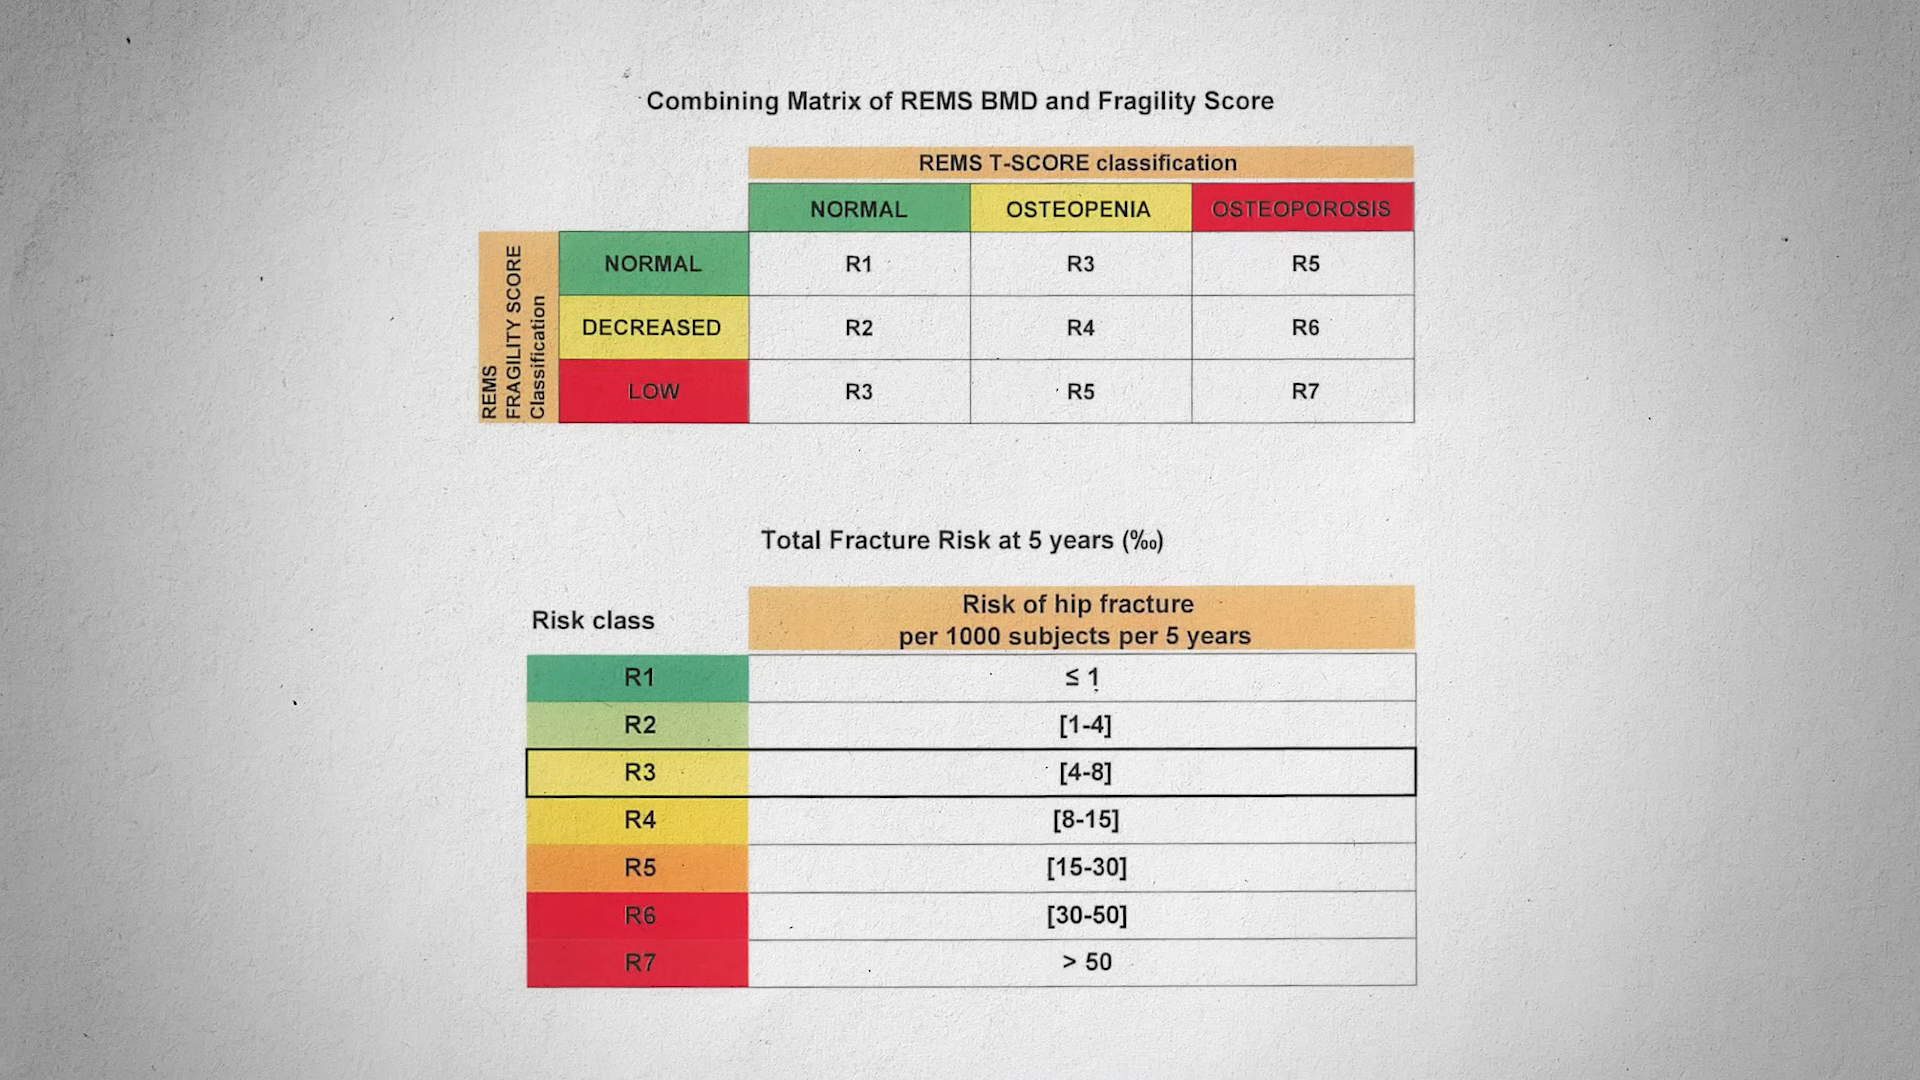 Combining Matrix of REMS BMD and Fragility Score
REMS T-SCORE classification
NORMAL OSTEOPENIA OSTEOPOROSIS
REMS
FRAGILITY SCORE
Classification
NORMAL R1 R3 R5
DECREASED R2 R4 R6
LOW R3 R5 R7
Total Fracture Risk at 5 years (‰)
Risk class
Risk of hip fracture
per 1000 subjects per 5 years
R1 ≤ 1
R2 [1-4]
R3 [4-8]
R4 [8-15]
R5 [15-30]
R6 [30-50]
R7 > 50